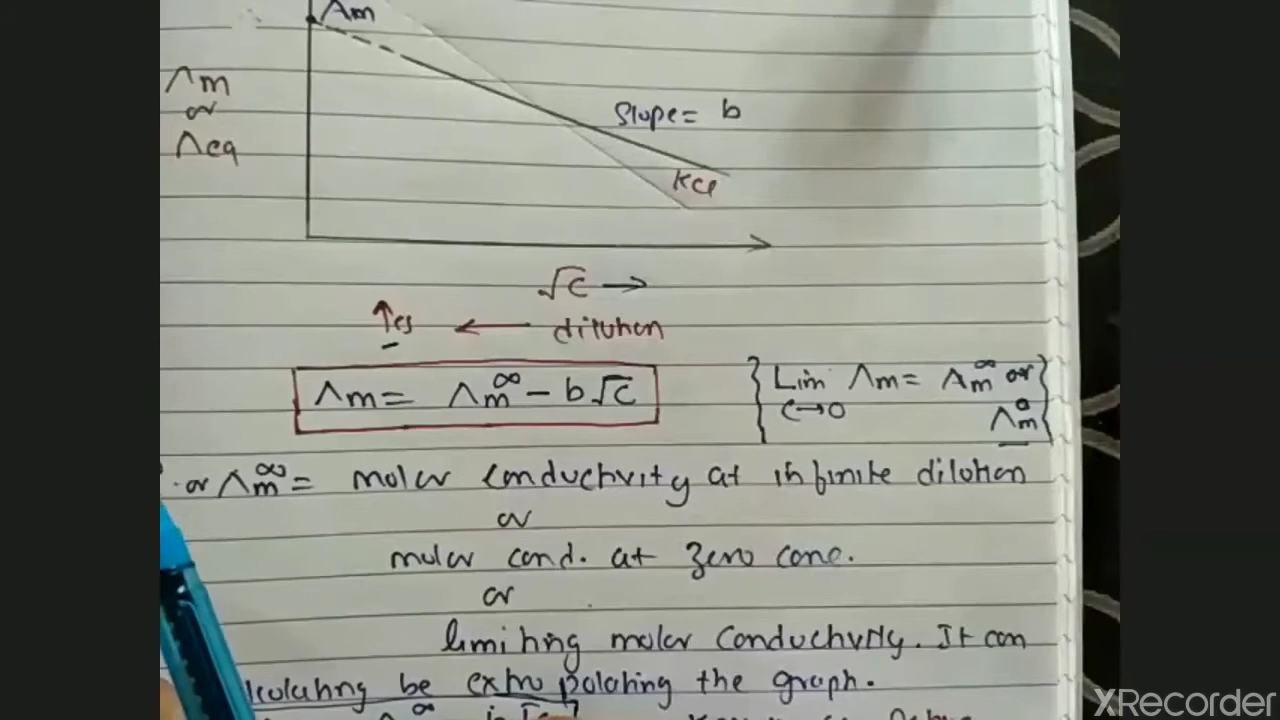 Λm
Λm
or
Λeq
Slope = b
KCl
√c →
↑es ← dilution
Λm = Λm^∞ - b√c
{ Lim Λm = Λm^∞ or }
c→0 Λm^o
or Λm^∞ = molar conductivity at infinite dilution
or
molar cond. at zero conc.
or
limiting molar conductivity. It can
lculating be extrapolating the graph.
XRecorder